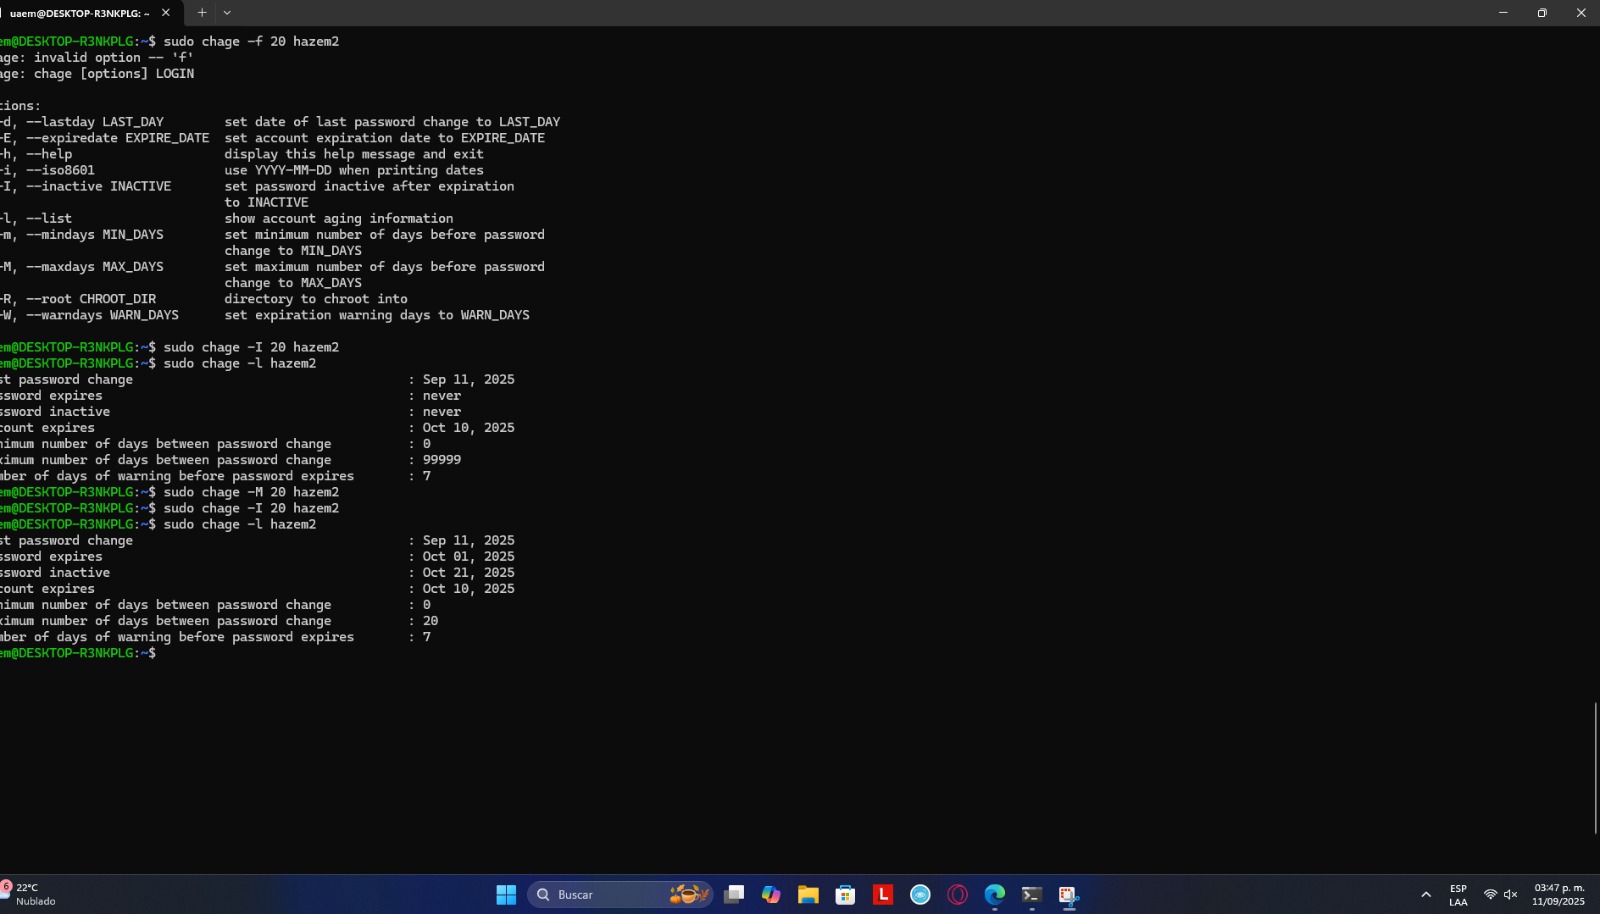 uaem@DESKTOP-R3NKPLG: ~
em@DESKTOP-R3NKPLG:~$ sudo chage -f 20 hazem2
age: invalid option -- 'f'
age: chage [options] LOGIN
tions:
-d, --lastday LAST_DAY set date of last password change to LAST_DAY
-E, --expiredate EXPIRE_DATE set account expiration date to EXPIRE_DATE
-h, --help display this help message and exit
-i, --iso8601 use YYYY-MM-DD when printing dates
-I, --inactive INACTIVE set password inactive after expiration
to INACTIVE
-l, --list show account aging information
-m, --mindays MIN_DAYS set minimum number of days before password
change to MIN_DAYS
-M, --maxdays MAX_DAYS set maximum number of days before password
change to MAX_DAYS
-R, --root CHROOT_DIR directory to chroot into
-W, --warndays WARN_DAYS set expiration warning days to WARN_DAYS
em@DESKTOP-R3NKPLG:~$ sudo chage -I 20 hazem2
em@DESKTOP-R3NKPLG:~$ sudo chage -l hazem2
st password change : Sep 11, 2025
ssword expires : never
ssword inactive : never
count expires : Oct 10, 2025
nimum number of days between password change : 0
ximum number of days between password change : 99999
mber of days of warning before password expires : 7
em@DESKTOP-R3NKPLG:~$ sudo chage -M 20 hazem2
em@DESKTOP-R3NKPLG:~$ sudo chage -I 20 hazem2
em@DESKTOP-R3NKPLG:~$ sudo chage -l hazem2
st password change : Sep 11, 2025
ssword expires : Oct 01, 2025
ssword inactive : Oct 21, 2025
count expires : Oct 10, 2025
nimum number of days between password change : 0
ximum number of days between password change : 20
mber of days of warning before password expires : 7
em@DESKTOP-R3NKPLG:~$
6
22°C
Nublado
Buscar
L
ESP
LAA
03:47 p. m.
11/09/2025